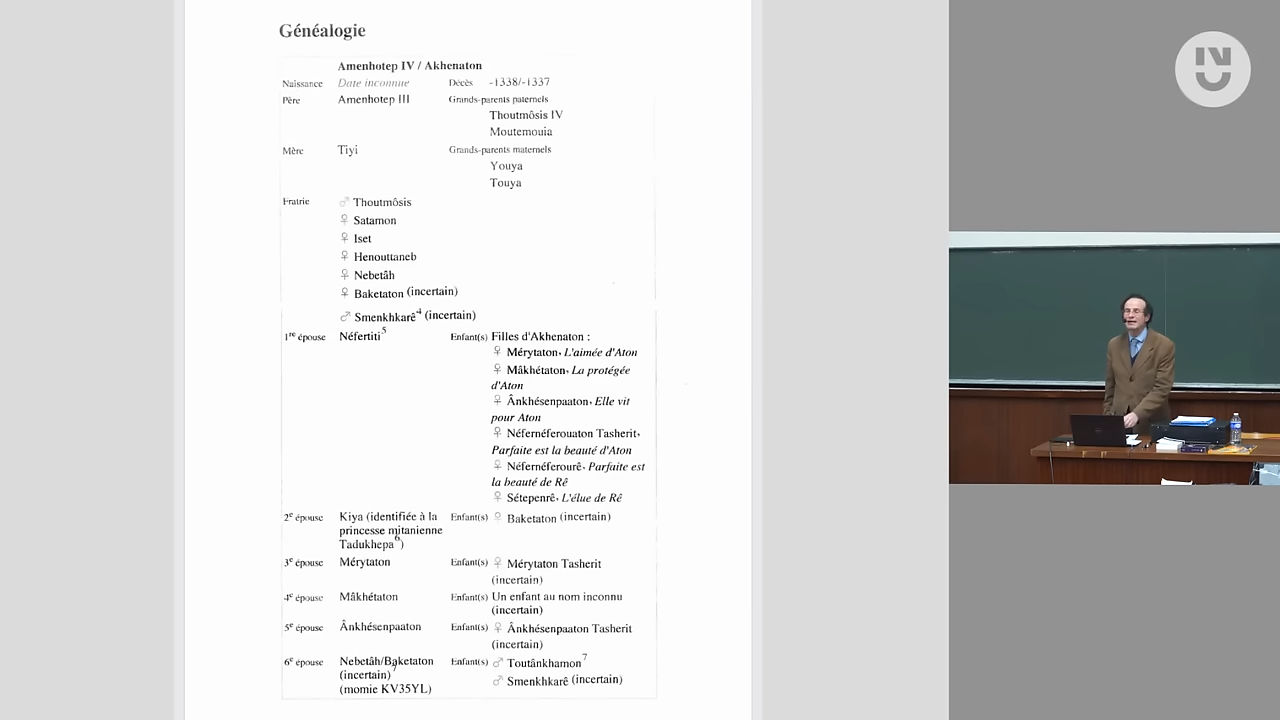 Généalogie
Amenhotep IV / Akhenaton
Naissance Date inconnue Décès -1338/-1337
Père Amenhotep III Grands-parents paternels
Thoutmôsis IV
Moutemouia
Mère Tiyi Grands-parents maternels
Youya
Touya
Fratrie ♂ Thoutmôsis
♀ Satamon
♀ Iset
♀ Henouttaneb
♀ Nebetâh
♀ Baketaton (incertain)
♂ Smenkhkarê4 (incertain)
1re épouse Néfertiti5 Enfant(s) Filles d'Akhenaton :
♀ Mérytaton, L'aimée d'Aton
♀ Mâkhétaton, La protégée
d'Aton
♀ Ânkhésenpaaton, Elle vit
pour Aton
♀ Néfernéferouaton Tasherit,
Parfaite est la beauté d'Aton
♀ Néfernéferourê, Parfaite est
la beauté de Rê
♀ Sétepenrê, L'élue de Rê
2e épouse Kiya (identifiée à la Enfant(s) ♀ Baketaton (incertain)
princesse mitanienne
Tadukhepa6)
3e épouse Mérytaton Enfant(s) ♀ Mérytaton Tasherit
(incertain)
4e épouse Mâkhétaton Enfant(s) Un enfant au nom inconnu
(incertain)
5e épouse Ânkhésenpaaton Enfant(s) ♀ Ânkhésenpaaton Tasherit
(incertain)
6e épouse Nebetâh/Baketaton Enfant(s) ♂ Toutânkhamon7
(incertain)7 ♂ Smenkhkarê (incertain)
(momie KV35YL)